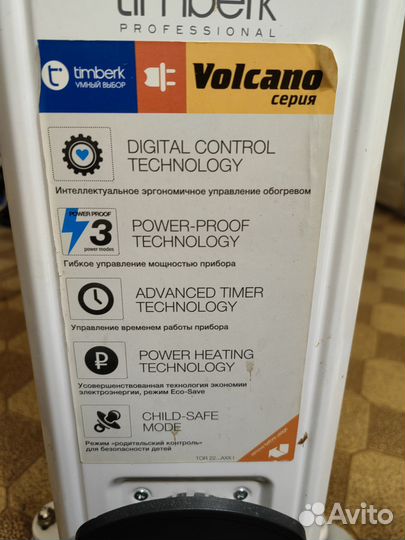 timberk
PROFESSIONAL
timberk
УМНЫЙ ВЫБОР
Volcano
серия
DIGITAL CONTROL
TECHNOLOGY
Интеллектуальное эргономичное управление обогревом
POWER PROOF
3
power modes
POWER-PROOF
TECHNOLOGY
Гибкое управление мощностью прибора
ADVANCED TIMER
TECHNOLOGY
Управление временем работы прибора
POWER HEATING
TECHNOLOGY
Усовершенствованная технология экономии
электроэнергии, режим Eco-Save
CHILD-SAFE
MODE
Режим «родительский контроль»
для безопасности детей
Avito